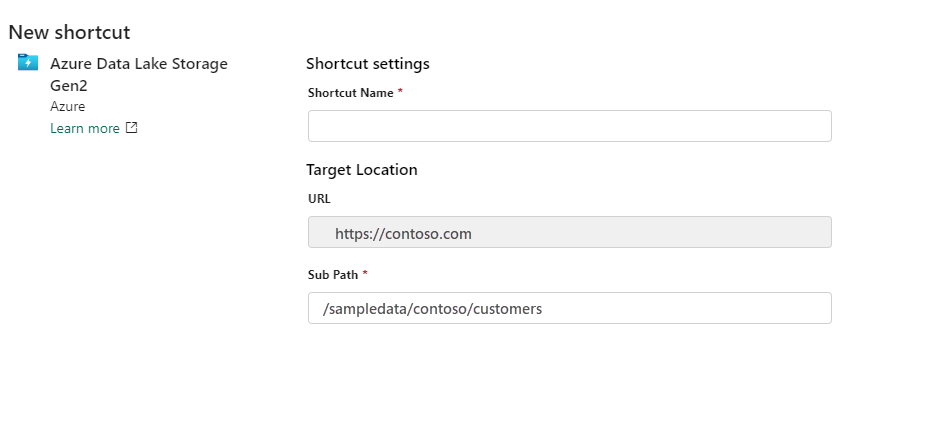 New shortcut
Azure Data Lake Storage
Gen2
Azure
Learn more
Shortcut settings
Shortcut Name *
Target Location
URL
https://contoso.com
Sub Path *
/sampledata/contoso/customers